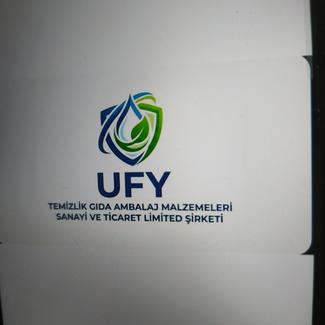 UFY
TEMİZLİK GIDA AMBALAJ MALZEMELERİ
SANAYİ VE TİCARET LİMİTED ŞİRKETİ